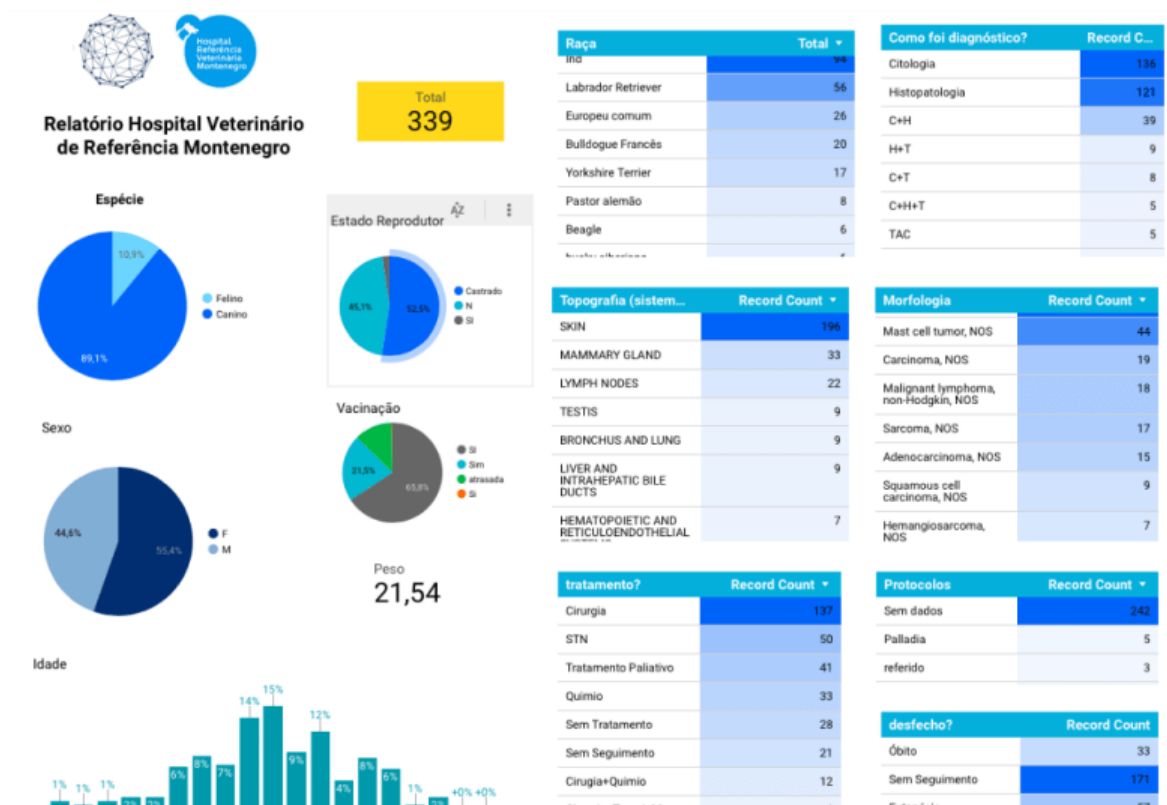 Hospital
Referência
Veterinária
Montenegro
Relatório Hospital Veterinário
de Referência Montenegro
Total
339
Espécie
10,9%
89,1%
Felino
Canino
Estado Reprodutor
AZ
45,1%
52,5%
Castrado
N
SI
Sexo
44,6%
55,4%
F
M
Vacinação
21,5%
65,8%
SI
Sim
atrasada
Si
Peso
21,54
Idade
1%
1%
1%
6%
8%
7%
14%
15%
9%
12%
4%
8%
6%
1%
+0% +0%
Raça Total
Ind 94
Labrador Retriever 56
Europeu comum 26
Bulldogue Francês 20
Yorkshire Terrier 17
Pastor alemão 8
Beagle 6
Como foi diagnóstico? Record C...
Citologia 136
Histopatologia 121
C+H 39
H+T 9
C+T 8
C+H+T 5
TAC 5
Topografia (sistem... Record Count
SKIN 196
MAMMARY GLAND 33
LYMPH NODES 22
TESTIS 9
BRONCHUS AND LUNG 9
LIVER AND
INTRAHEPATIC BILE
DUCTS 9
HEMATOPOIETIC AND
RETICULOENDOTHELIAL 7
Morfologia Record Count
Mast cell tumor, NOS 44
Carcinoma, NOS 19
Malignant lymphoma,
non-Hodgkin, NOS 18
Sarcoma, NOS 17
Adenocarcinoma, NOS 15
Squamous cell
carcinoma, NOS 9
Hemangiosarcoma,
NOS 7
tratamento? Record Count
Cirurgia 137
STN 50
Tratamento Paliativo 41
Quimio 33
Sem Tratamento 28
Sem Seguimento 21
Cirugia+Quimio 12
Protocolos Record Count
Sem dados 242
Palladia 5
referido 3
desfecho? Record Count
Óbito 33
Sem Seguimento 171